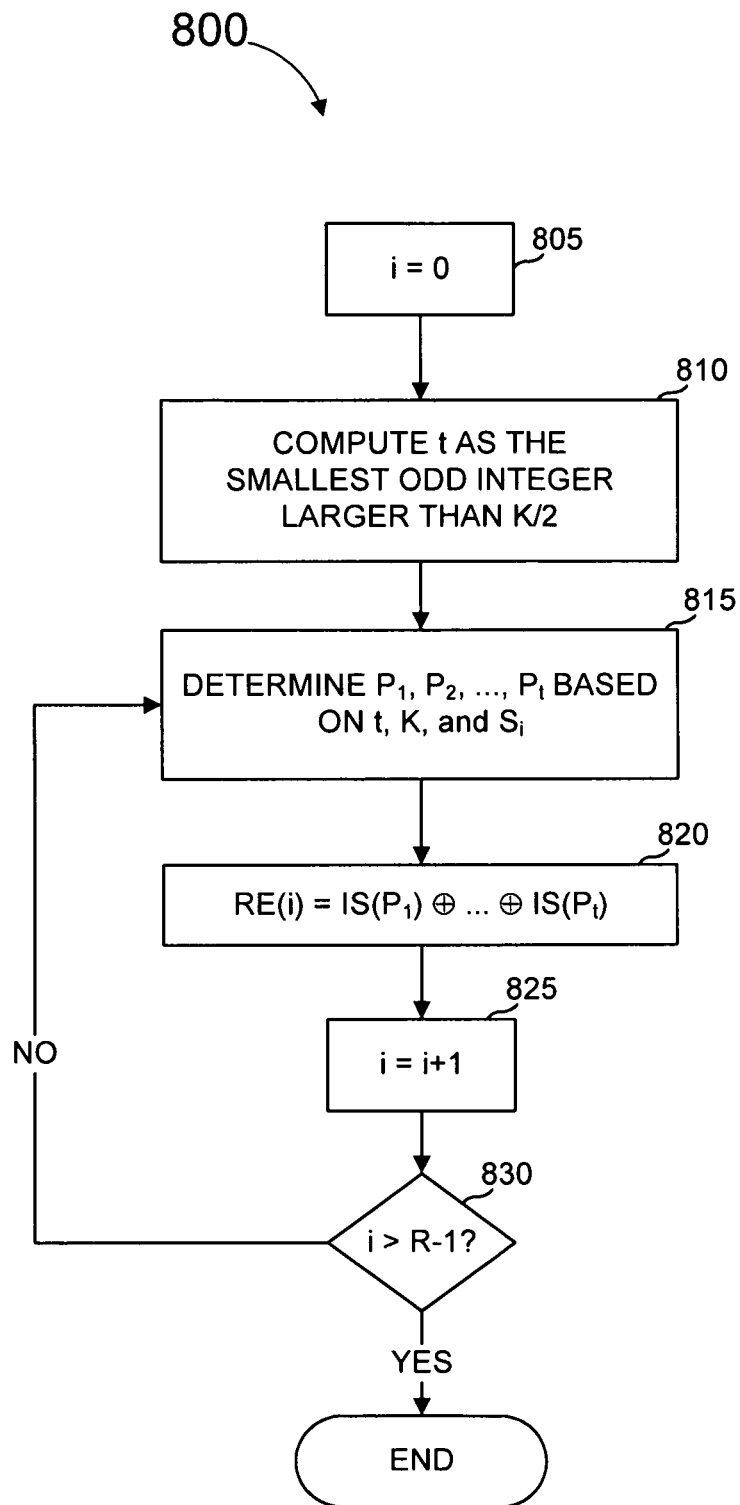 800
i = 0
805
810
COMPUTE t AS THE
SMALLEST ODD INTEGER
LARGER THAN K/2
815
DETERMINE P₁, P₂, ..., Pₜ BASED
ON t, K, and Sᵢ
820
RE(i) = IS(P₁) ⊕ ... ⊕ IS(Pₜ)
825
i = i+1
NO
830
i > R-1?
YES
END